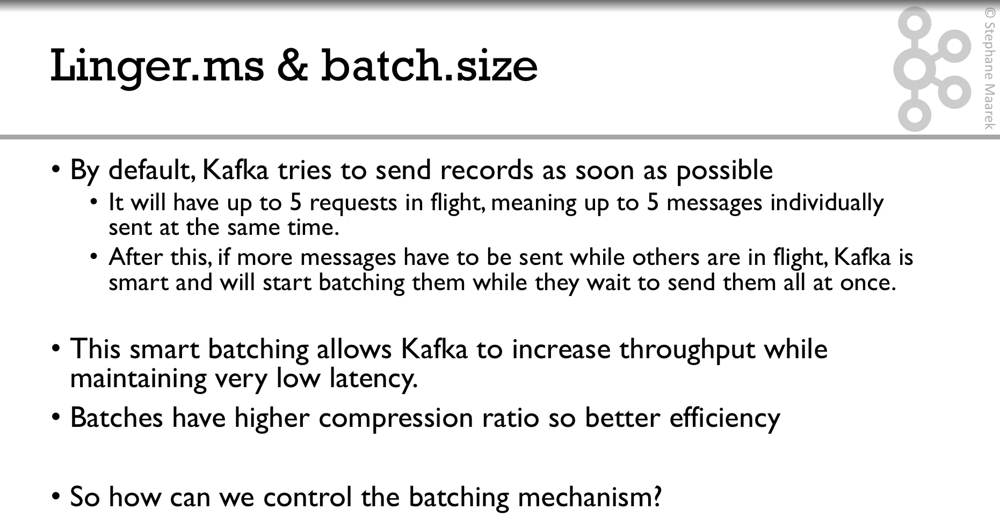 Linger.ms & batch.size
© Stephane Maarek
• By default, Kafka tries to send records as soon as possible
• It will have up to 5 requests in flight, meaning up to 5 messages individually
sent at the same time.
• After this, if more messages have to be sent while others are in flight, Kafka is
smart and will start batching them while they wait to send them all at once.
• This smart batching allows Kafka to increase throughput while
maintaining very low latency.
• Batches have higher compression ratio so better efficiency
• So how can we control the batching mechanism?